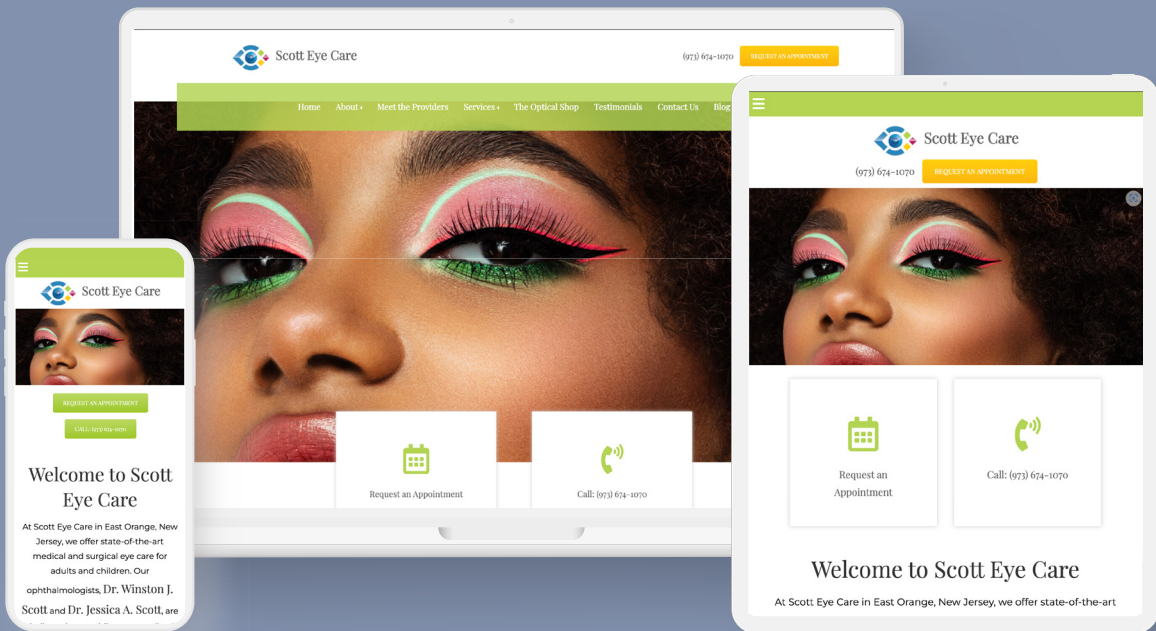 Scott Eye Care
(973) 674-1070 REQUEST AN APPOINTMENT
Home About Meet the Providers Services The Optical Shop Testimonials Contact Us Blog
Request an Appointment
Call: (973) 674-1070
Scott Eye Care
(973) 674-1070 REQUEST AN APPOINTMENT
Request an
Appointment
Call: (973) 674-1070
Welcome to Scott Eye Care
At Scott Eye Care in East Orange, New Jersey, we offer state-of-the-art
Scott Eye Care
REQUEST AN APPOINTMENT
CALL: (973) 674-1070
Welcome to Scott
Eye Care
At Scott Eye Care in East Orange, New
Jersey, we offer state-of-the-art
medical and surgical eye care for
adults and children. Our
ophthalmologists, Dr. Winston J.
Scott and Dr. Jessica A. Scott, are